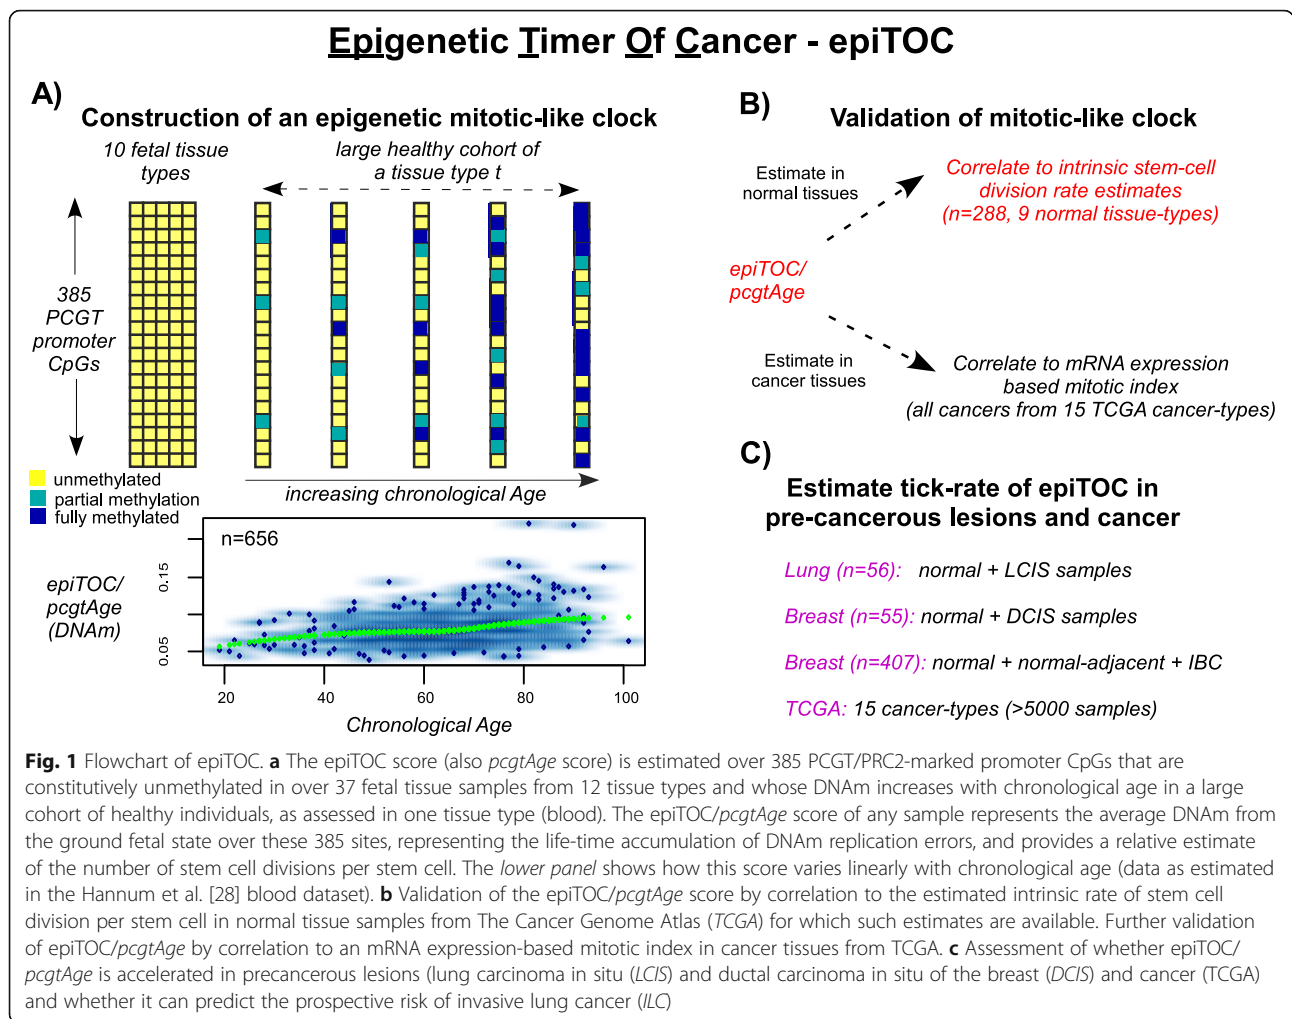 Epigenetic Timer Of Cancer - epiTOC
A)
Construction of an epigenetic mitotic-like clock
10 fetal tissue
types
large healthy cohort of
a tissue type t
385
PCGT
promoter
CpGs
unmethylated
partial methylation
fully methylated
increasing chronological Age
n=656
epiTOC/
pcgtAge
(DNAm)
0.15
0.05
20 40 60 80 100
Chronological Age
B)
Validation of mitotic-like clock
Estimate in
normal tissues
Correlate to intrinsic stem-cell
division rate estimates
(n=288, 9 normal tissue-types)
epiTOC/
pcgtAge
Estimate in
cancer tissues
Correlate to mRNA expression
based mitotic index
(all cancers from 15 TCGA cancer-types)
C)
Estimate tick-rate of epiTOC in
pre-cancerous lesions and cancer
Lung (n=56): normal + LCIS samples
Breast (n=55): normal + DCIS samples
Breast (n=407): normal + normal-adjacent + IBC
TCGA: 15 cancer-types (>5000 samples)
Fig. 1 Flowchart of epiTOC. a The epiTOC score (also pcgtAge score) is estimated over 385 PCGT/PRC2-marked promoter CpGs that are
constitutively unmethylated in over 37 fetal tissue samples from 12 tissue types and whose DNAm increases with chronological age in a large
cohort of healthy individuals, as assessed in one tissue type (blood). The epiTOC/pcgtAge score of any sample represents the average DNAm from
the ground fetal state over these 385 sites, representing the life-time accumulation of DNAm replication errors, and provides a relative estimate
of the number of stem cell divisions per stem cell. The lower panel shows how this score varies linearly with chronological age (data as estimated
in the Hannum et al. [28] blood dataset). b Validation of the epiTOC/pcgtAge score by correlation to the estimated intrinsic rate of stem cell
division per stem cell in normal tissue samples from The Cancer Genome Atlas (TCGA) for which such estimates are available. Further validation
of epiTOC/pcgtAge by correlation to an mRNA expression-based mitotic index in cancer tissues from TCGA. c Assessment of whether epiTOC/
pcgtAge is accelerated in precancerous lesions (lung carcinoma in situ (LCIS) and ductal carcinoma in situ of the breast (DCIS) and cancer (TCGA)
and whether it can predict the prospective risk of invasive lung cancer (ILC)